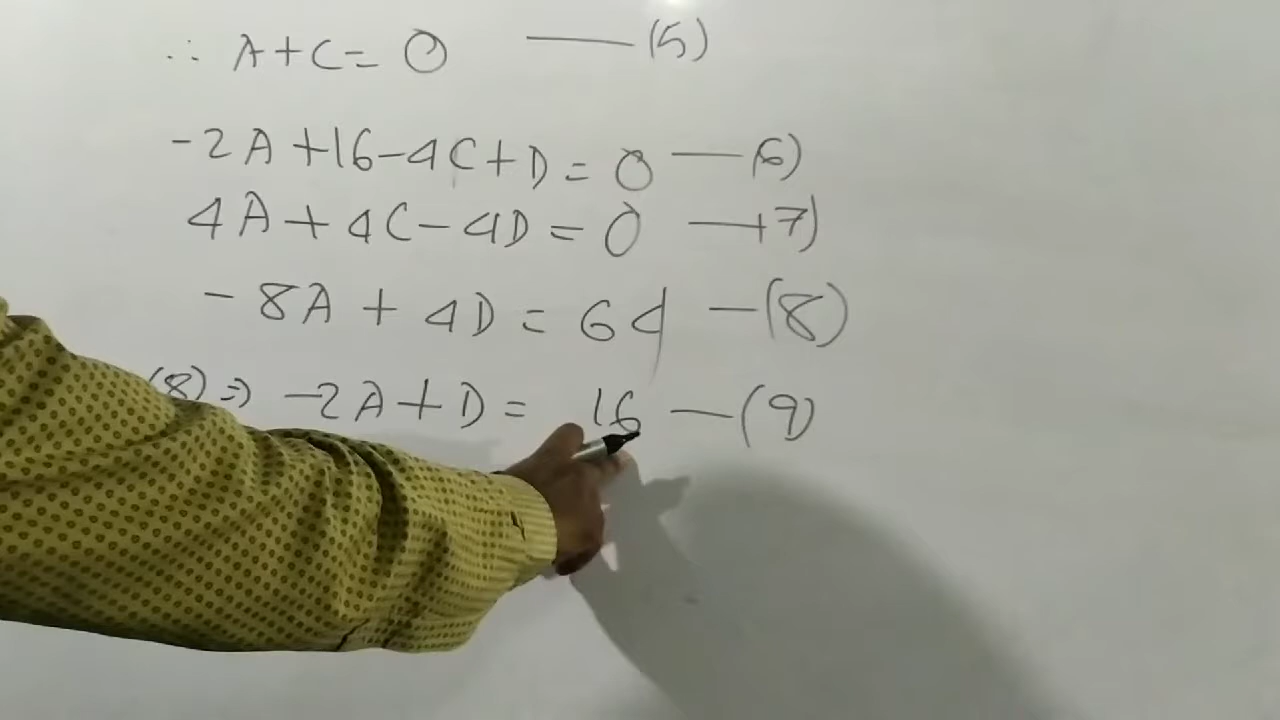 ∴ A+C= 0 —— (5)
-2A+16-4C+D=0 — (6)
4A+4C-4D=0 — 7)
-8A+4D=64 — (8)
(8) ⇒ -2A+D= 16 — (9)